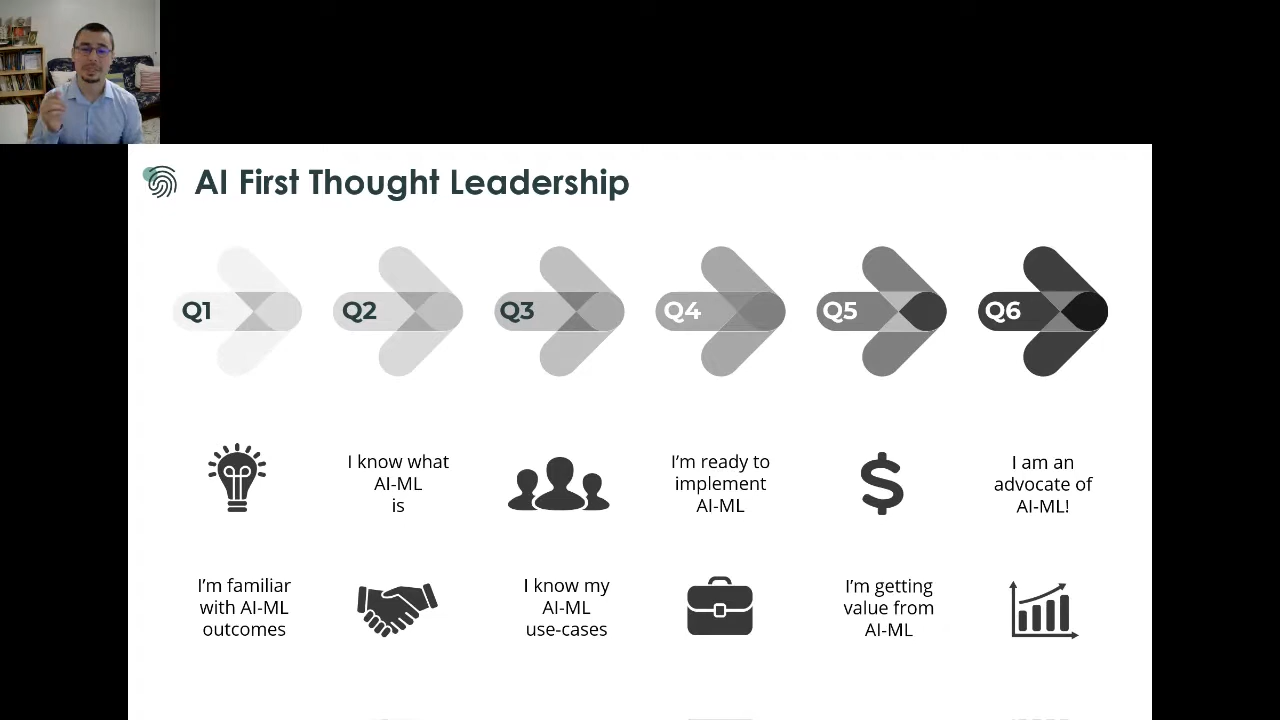 AI First Thought Leadership
Q1
Q2
Q3
Q4
Q5
Q6
I know what
AI-ML
is
I’m ready to
implement
AI-ML
I am an
advocate of
AI-ML!
I’m familiar
with AI-ML
outcomes
I know my
AI-ML
use-cases
I’m getting
value from
AI-ML